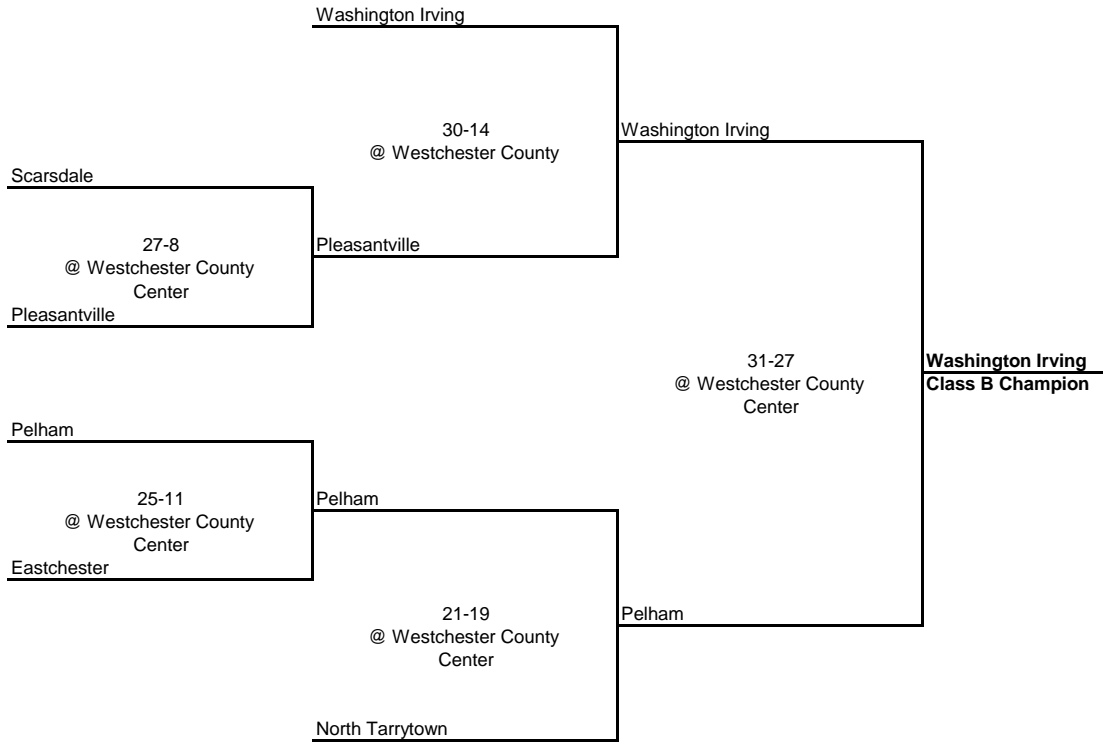 Washington Irving
30-14
@ Westchester County
Washington Irving
Scarsdale
27-8
@ Westchester County
Center
Pleasantville
Pleasantville
31-27
@ Westchester County
Center
Washington Irving
Class B Champion
Pelham
25-11
@ Westchester County
Center
Pelham
Eastchester
21-19
@ Westchester County
Center
Pelham
North Tarrytown